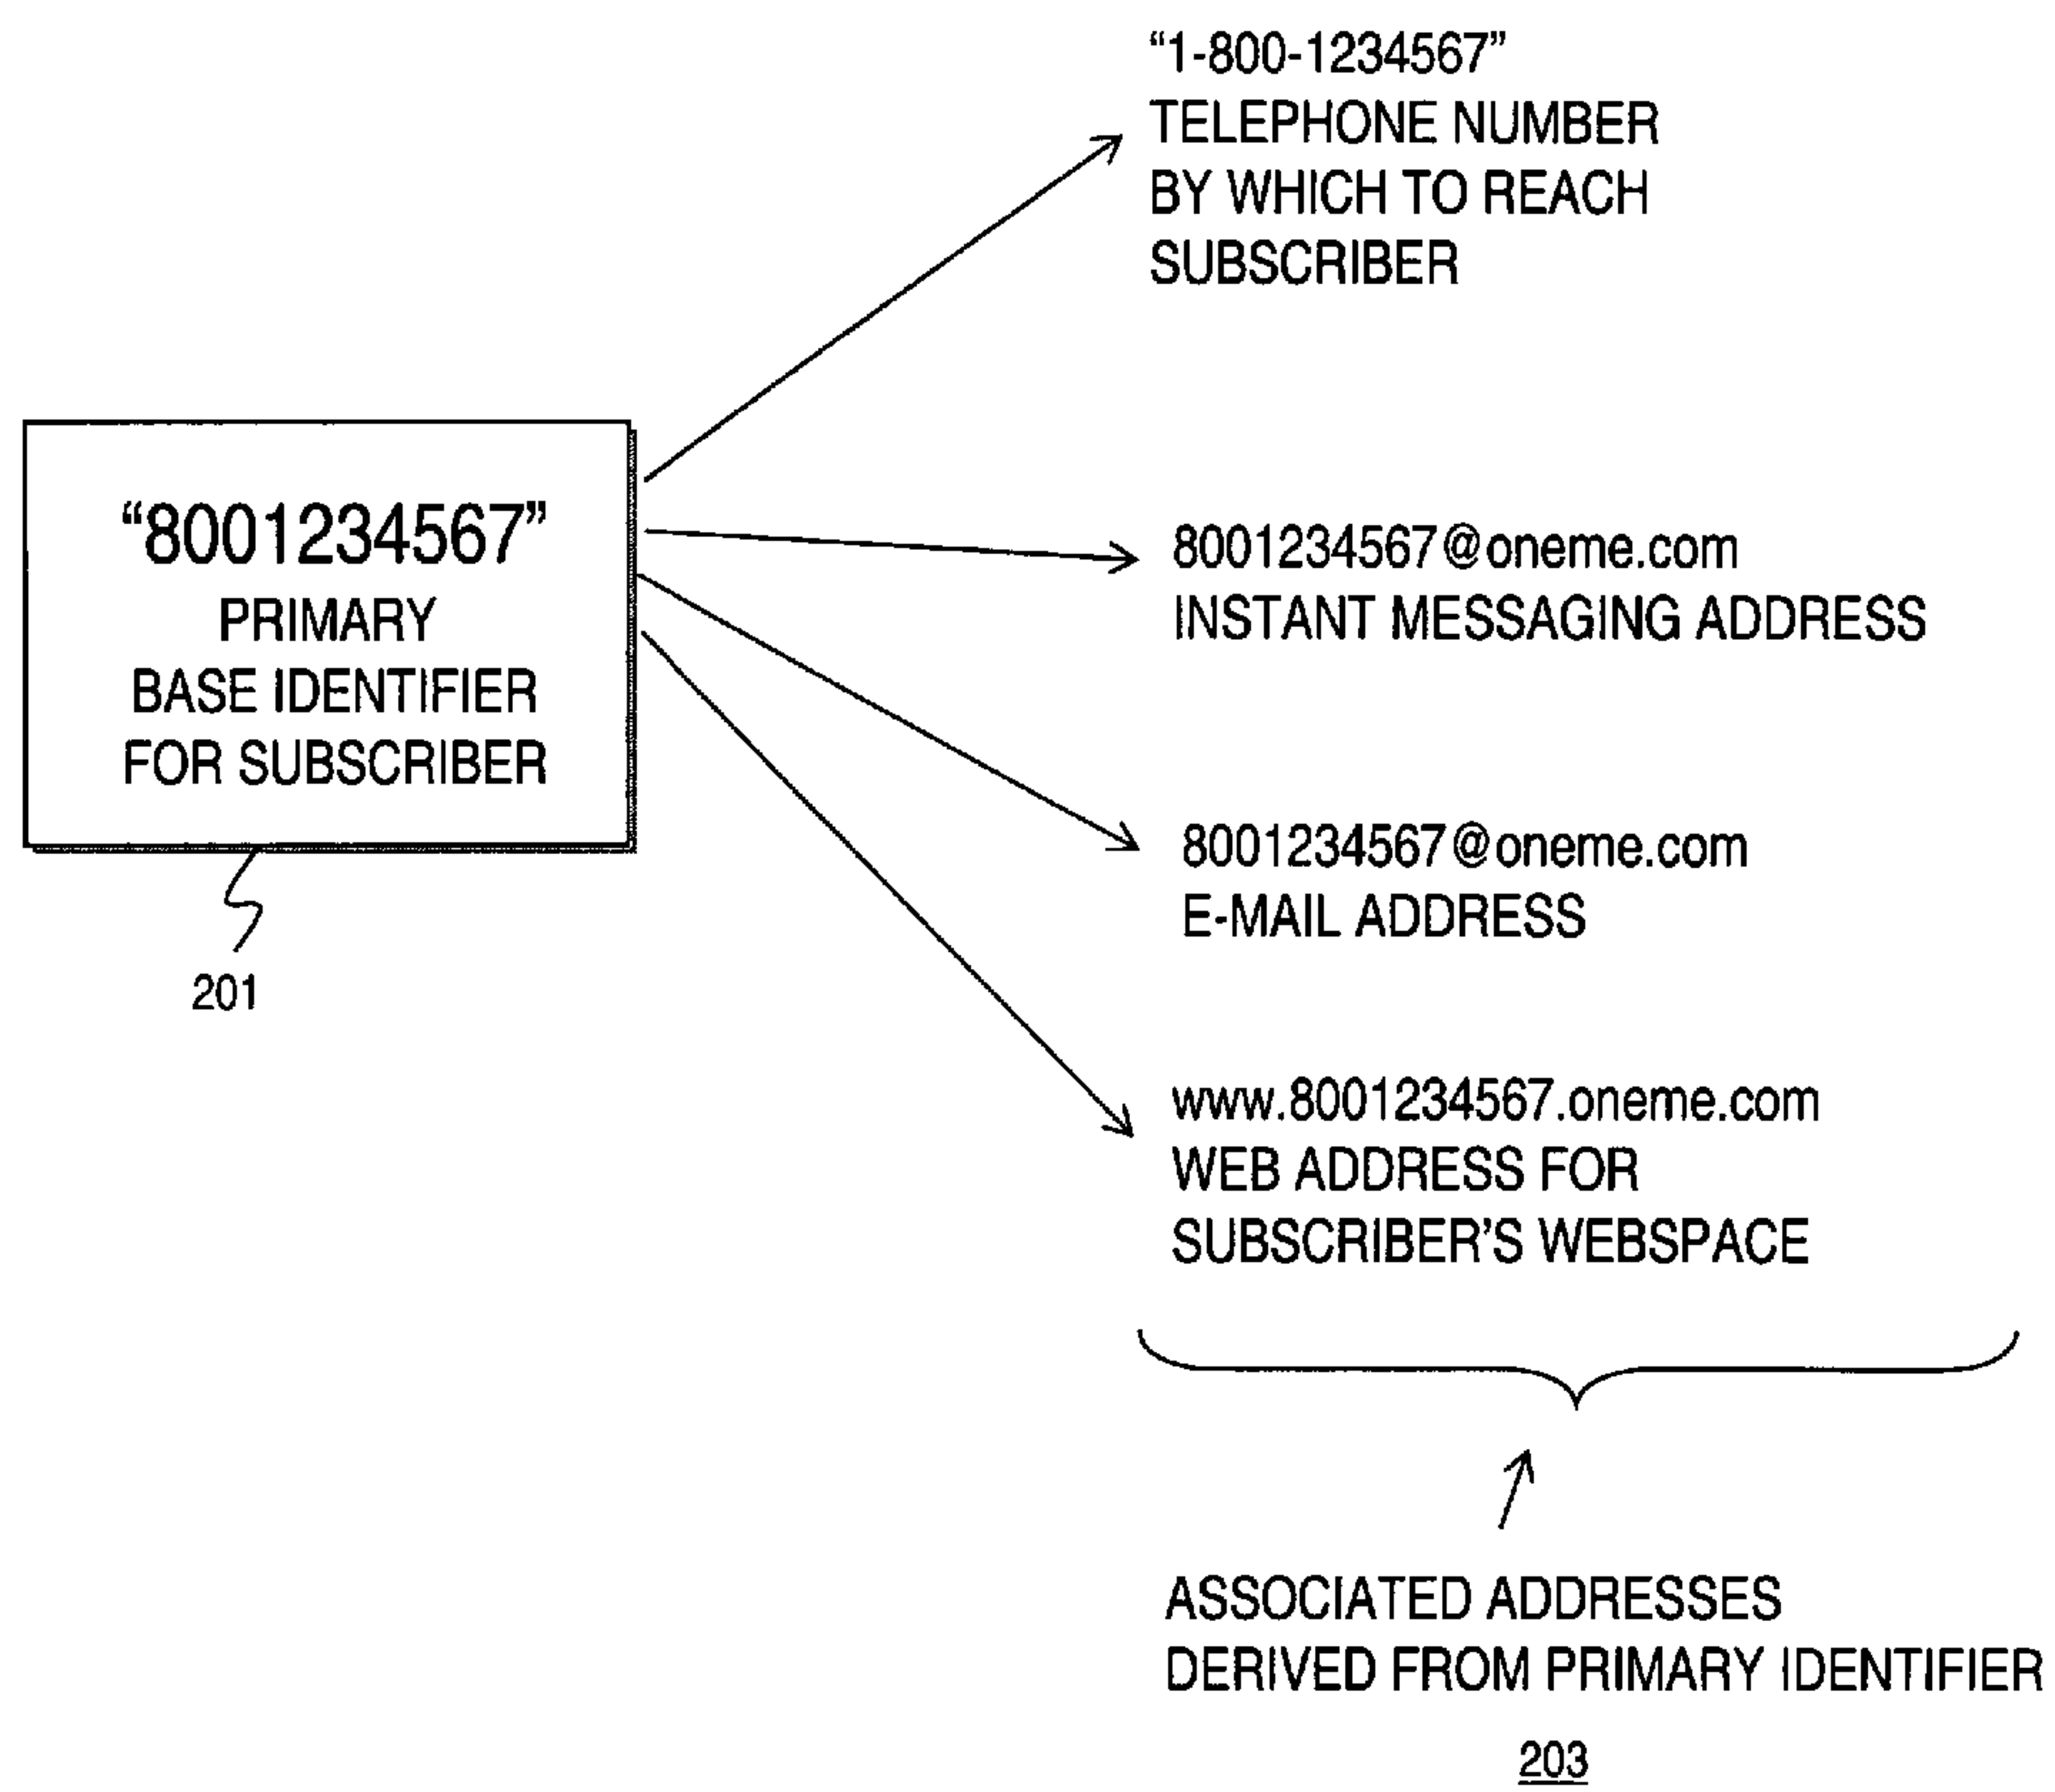 “1-800-1234567”
TELEPHONE NUMBER
BY WHICH TO REACH
SUBSCRIBER
“8001234567”
PRIMARY
BASE IDENTIFIER
FOR SUBSCRIBER
201
8001234567@oneme.com
INSTANT MESSAGING ADDRESS
8001234567@oneme.com
E-MAIL ADDRESS
www.8001234567.oneme.com
WEB ADDRESS FOR
SUBSCRIBER’S WEBSPACE
ASSOCIATED ADDRESSES
DERIVED FROM PRIMARY IDENTIFIER
203